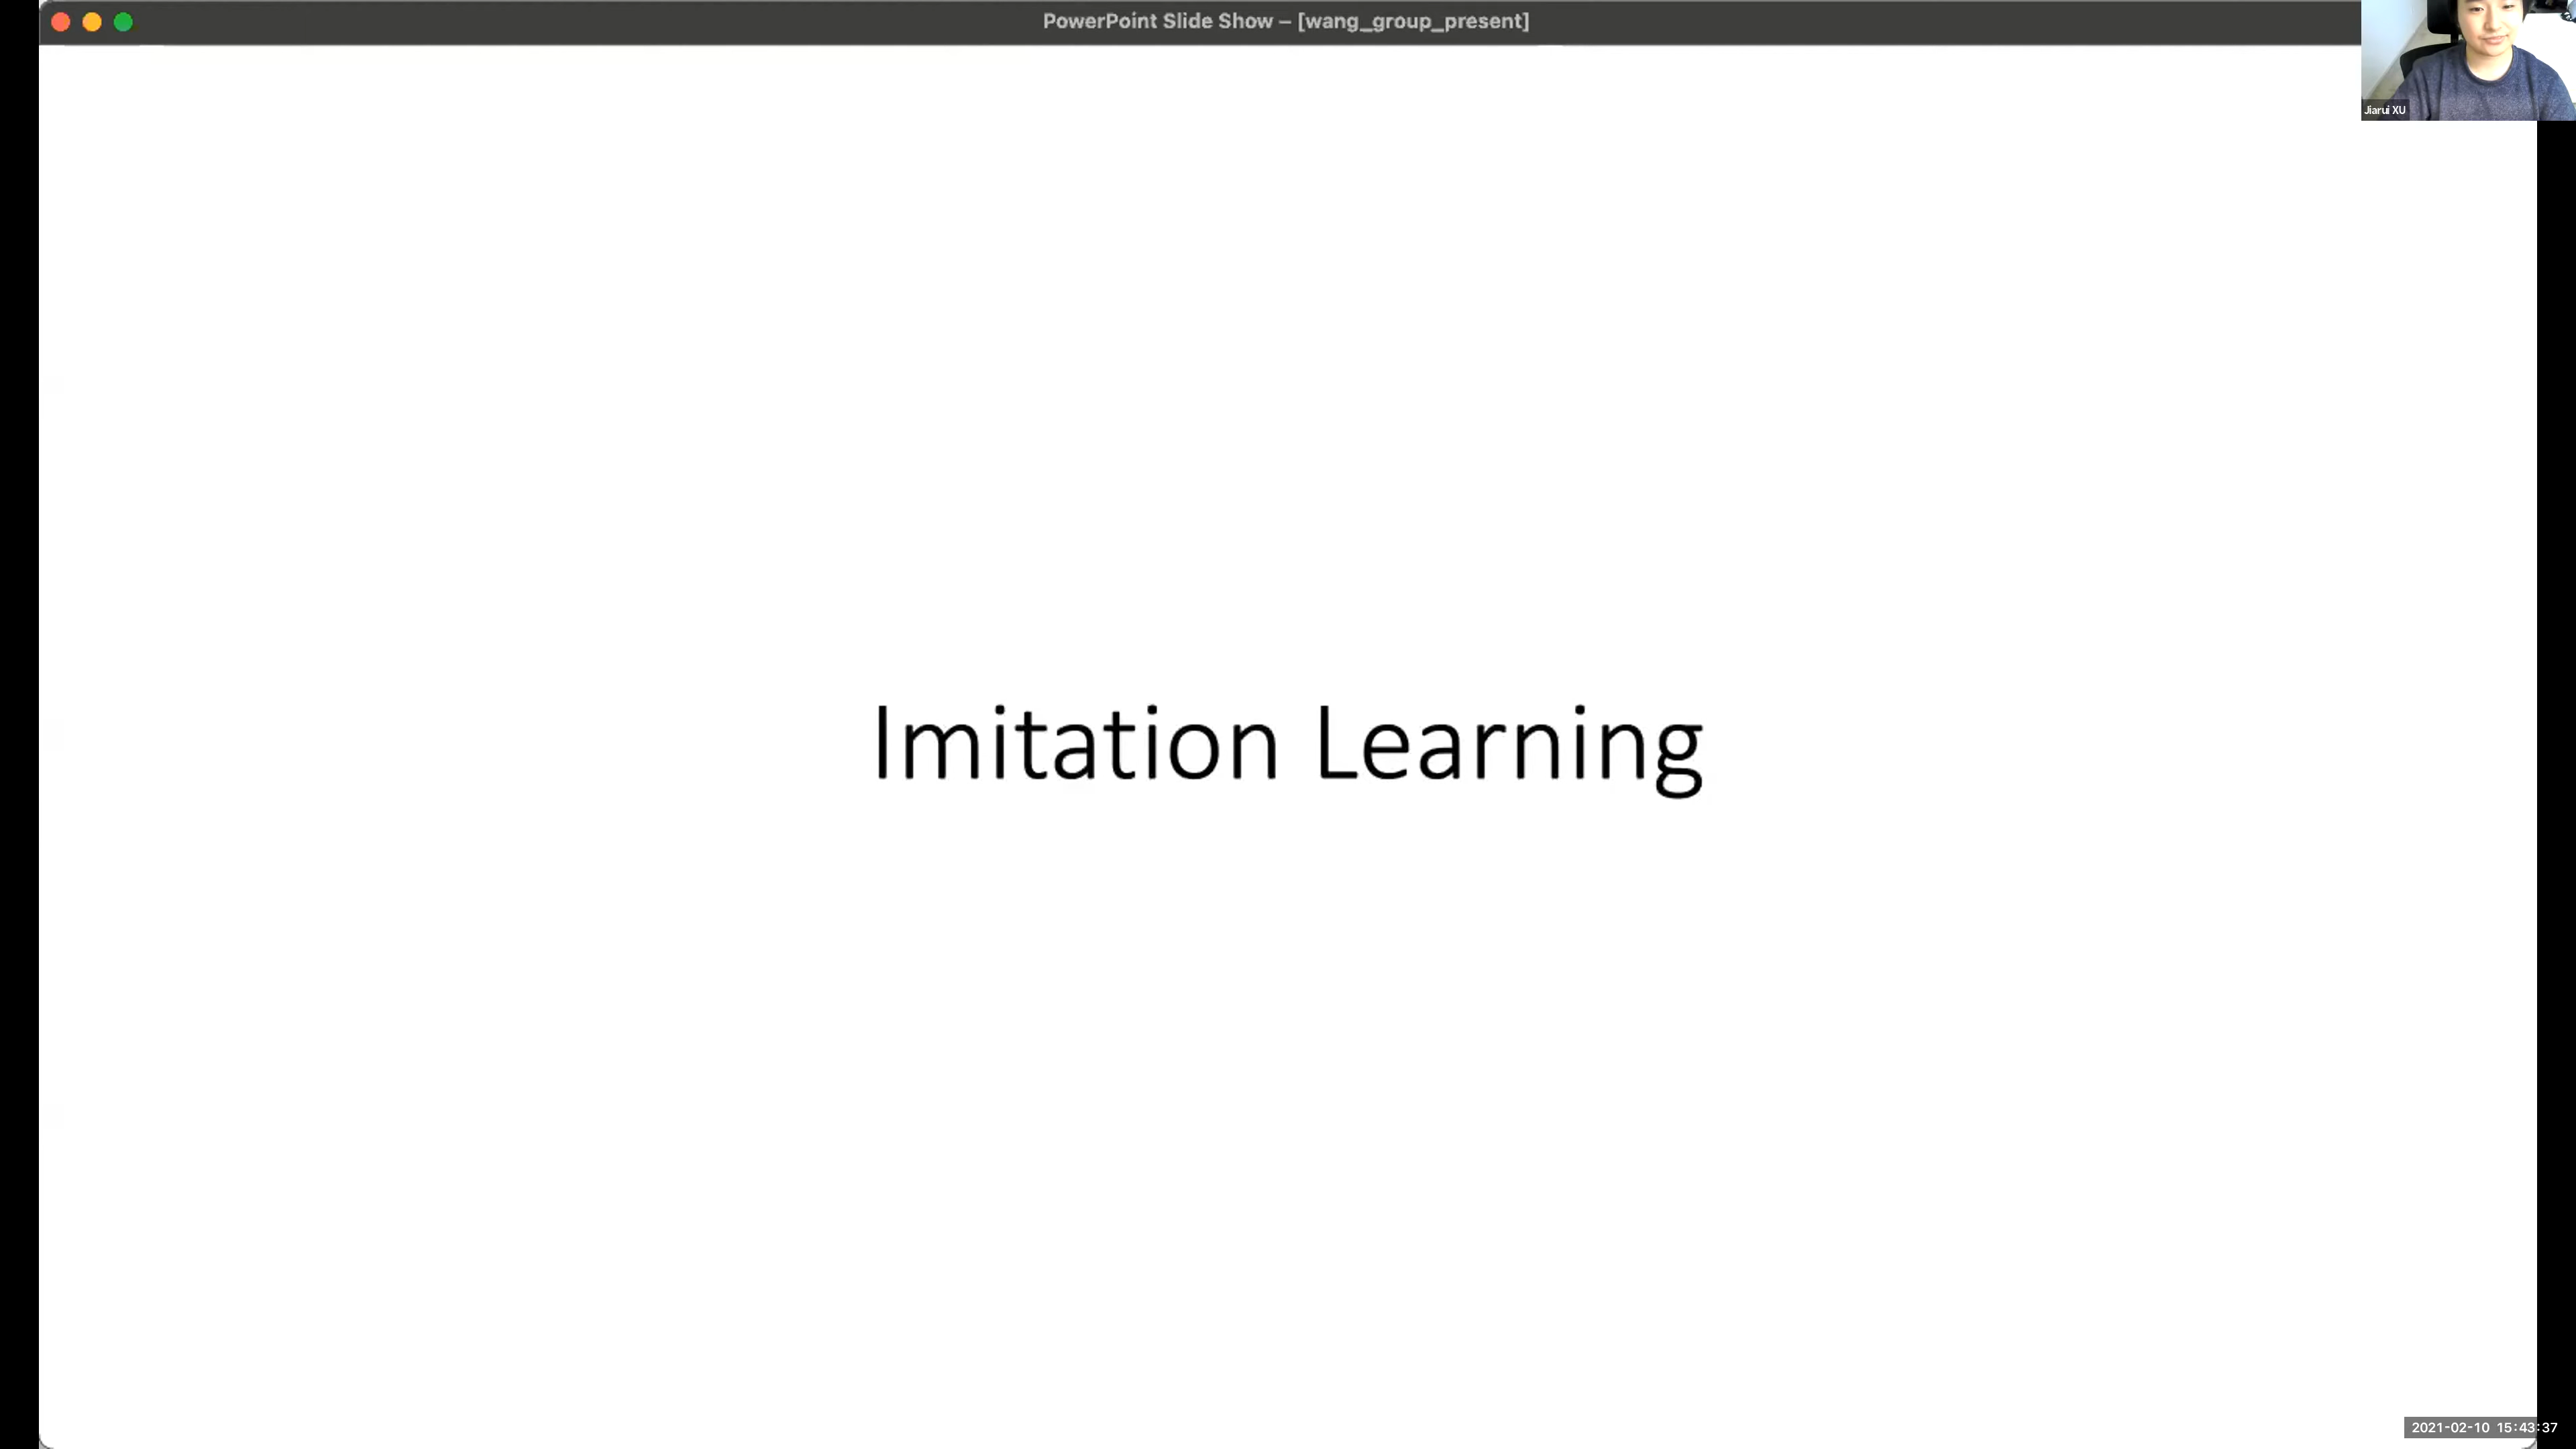 PowerPoint Slide Show – [wang_group_present]
Jiarui XU
Imitation Learning
2021-02-10 15:43:37